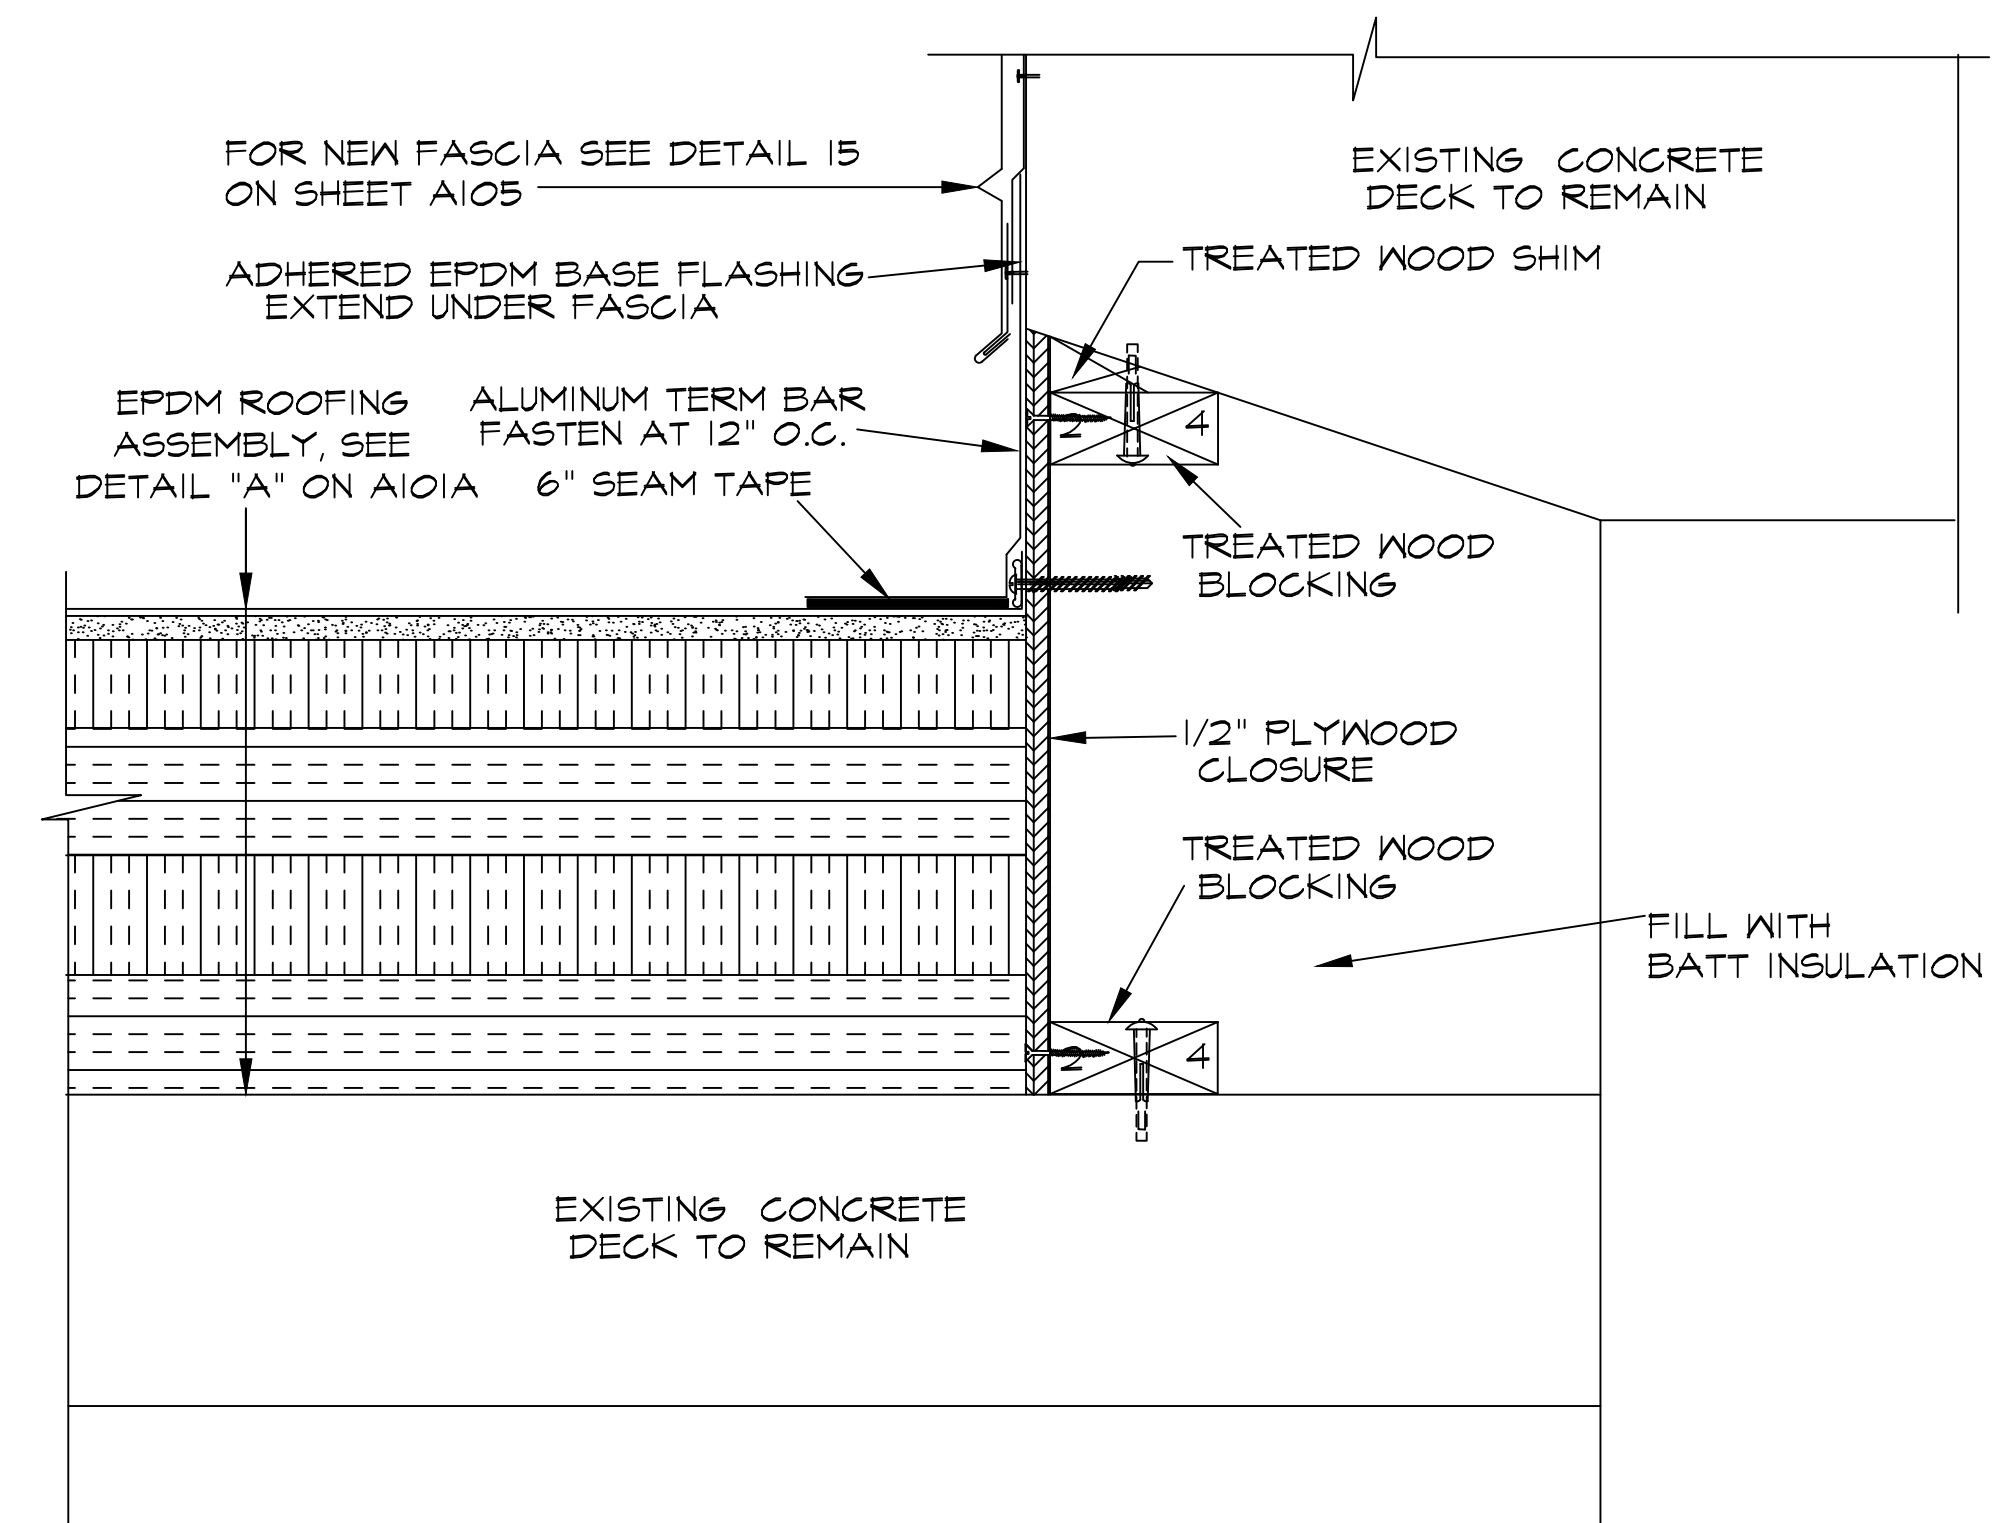 FOR NEW FASCIA SEE DETAIL 15
ON SHEET A105
EXISTING CONCRETE
DECK TO REMAIN
TREATED WOOD SHIM
ADHERED EPDM BASE FLASHING
EXTEND UNDER FASCIA
EPDM ROOFING
ASSEMBLY, SEE
DETAIL "A" ON A101A
ALUMINUM TERM BAR
FASTEN AT 12" O.C.
6" SEAM TAPE
2 4
TREATED WOOD
BLOCKING
1/2" PLYWOOD
CLOSURE
TREATED WOOD
BLOCKING
FILL WITH
BATT INSULATION
2 4
EXISTING CONCRETE
DECK TO REMAIN